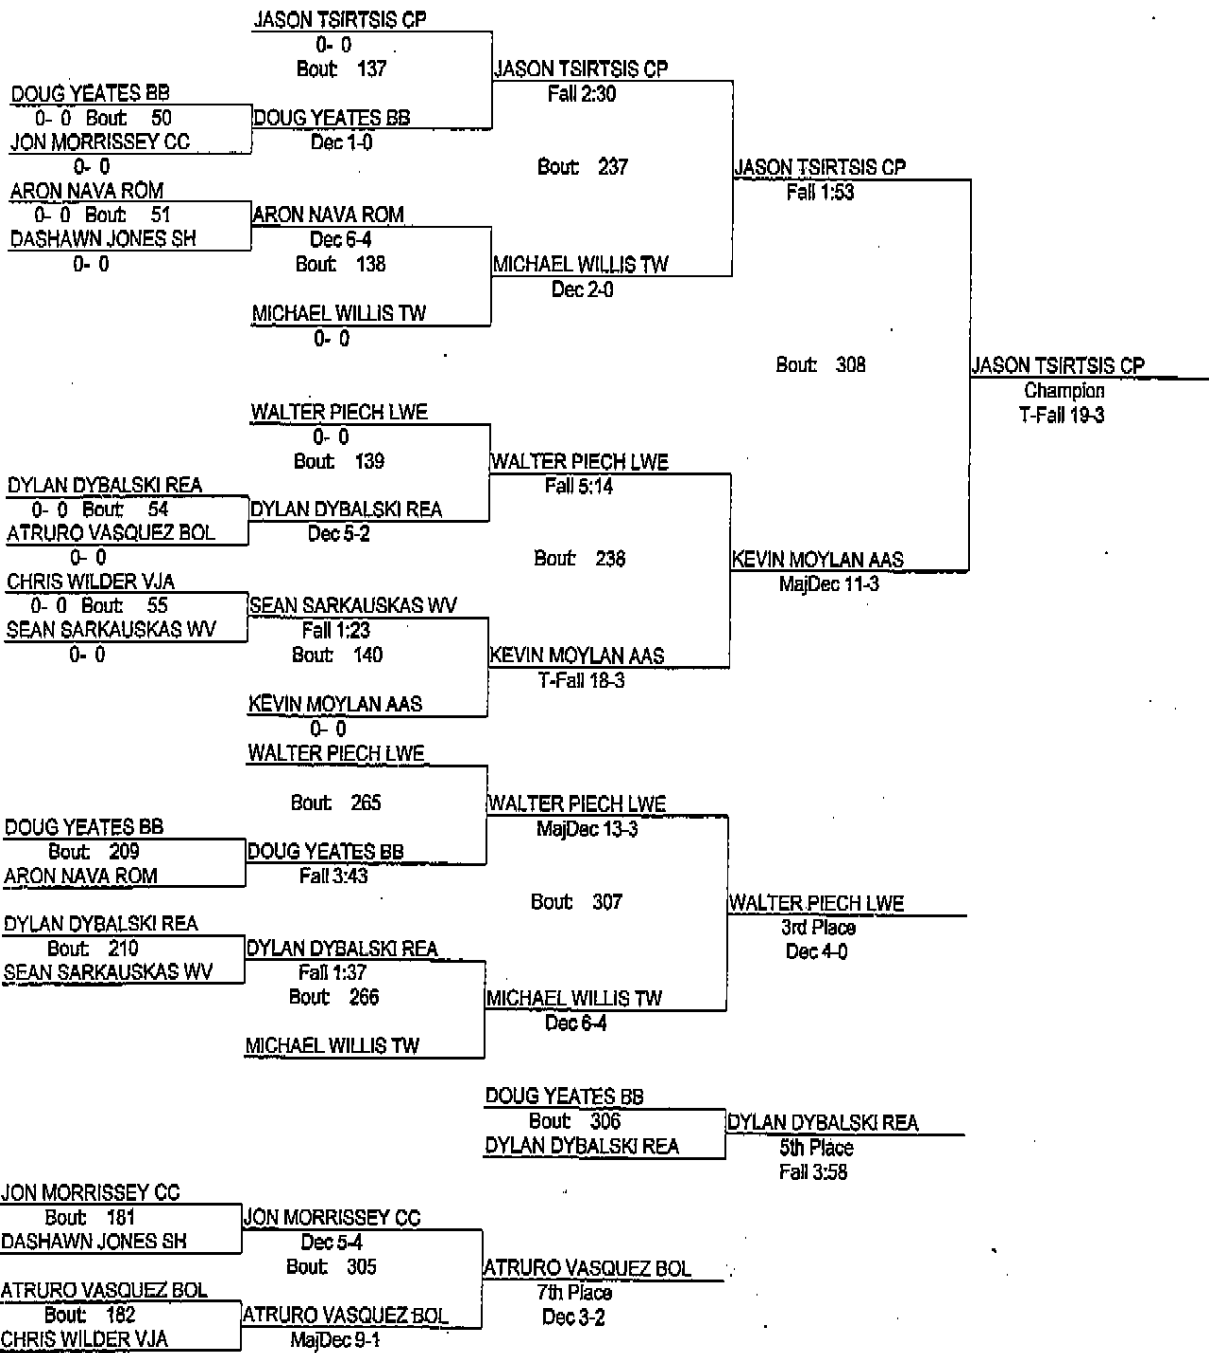 JASON TSIRTSIS CP
0- 0
Bout: 137
JASON TSIRTSIS CP
Fall 2:30
DOUG YEATES BB
0- 0 Bout: 50
DOUG YEATES BB
Dec 1-0
JON MORRISSEY CC
0- 0
Bout: 237
JASON TSIRTSIS CP
Fall 1:53
ARON NAVA ROM
0- 0 Bout: 51
ARON NAVA ROM
Dec 6-4
DASHAWN JONES SH
0- 0
Bout: 138
MICHAEL WILLIS TW
Dec 2-0
MICHAEL WILLIS TW
0- 0
Bout: 308
JASON TSIRTSIS CP
Champion
T-Fall 19-3
WALTER PIECH LWE
0- 0
Bout: 139
WALTER PIECH LWE
Fall 5:14
DYLAN DYBALSKI REA
0- 0 Bout: 54
DYLAN DYBALSKI REA
Dec 5-2
ATRURO VASQUEZ BOL
0- 0
Bout: 238
KEVIN MOYLAN AAS
MajDec 11-3
CHRIS WILDER VJA
0- 0 Bout: 55
SEAN SARKAUSKAS WV
Fall 1:23
SEAN SARKAUSKAS WV
0- 0
Bout: 140
KEVIN MOYLAN AAS
T-Fall 18-3
KEVIN MOYLAN AAS
0- 0
WALTER PIECH LWE
Bout: 265
WALTER PIECH LWE
MajDec 13-3
DOUG YEATES BB
Bout: 209
DOUG YEATES BB
Fall 3:43
ARON NAVA ROM
Bout: 307
WALTER PIECH LWE
3rd Place
Dec 4-0
DYLAN DYBALSKI REA
Bout: 210
DYLAN DYBALSKI REA
Fall 1:37
SEAN SARKAUSKAS WV
Bout: 266
MICHAEL WILLIS TW
Dec 6-4
MICHAEL WILLIS TW
DOUG YEATES BB
Bout: 306
DYLAN DYBALSKI REA
DYLAN DYBALSKI REA
5th Place
Fall 3:58
JON MORRISSEY CC
Bout: 181
JON MORRISSEY CC
Dec 5-4
DASHAWN JONES SH
Bout: 305
ATRURO VASQUEZ BOL
7th Place
Dec 3-2
ATRURO VASQUEZ BOL
Bout: 182
ATRURO VASQUEZ BOL
MajDec 9-1
CHRIS WILDER VJA